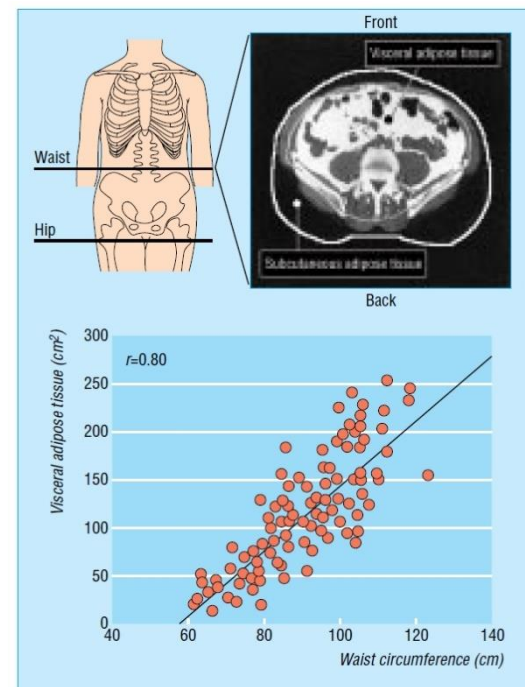 Front
Visceral adipose tissue
Waist
Hip
Subcutaneous adipose tissue
Back
Visceral adipose tissue (cm²)
300
r=0.80
250
200
150
100
50
0
40
60
80
100
120
140
Waist circumference (cm)